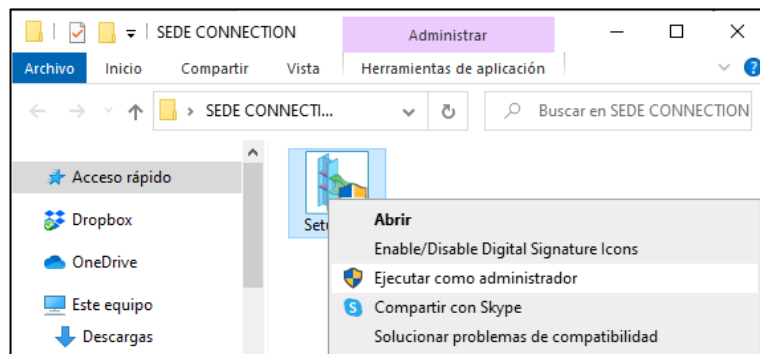 SEDE CONNECTION
Administrar
Archivo Inicio Compartir Vista Herramientas de aplicación
SEDE CONNECTI...
Buscar en SEDE CONNECTION
Acceso rápido
Dropbox
OneDrive
Este equipo
Descargas
Abrir
Enable/Disable Digital Signature Icons
Ejecutar como administrador
Compartir con Skype
Solucionar problemas de compatibilidad